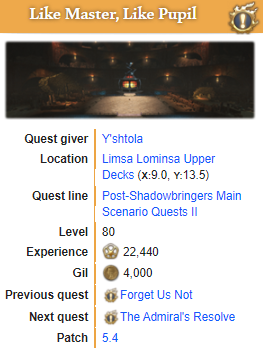 Like Master, Like Pupil
Quest giver Y'shtola
Location Limsa Lominsa Upper
Decks (X:9.0, Y:13.5)
Quest line Post-Shadowbringers Main
Scenario Quests II
Level 80
Experience 22,440
Gil 4,000
Previous quest Forget Us Not
Next quest The Admiral's Resolve
Patch 5.4